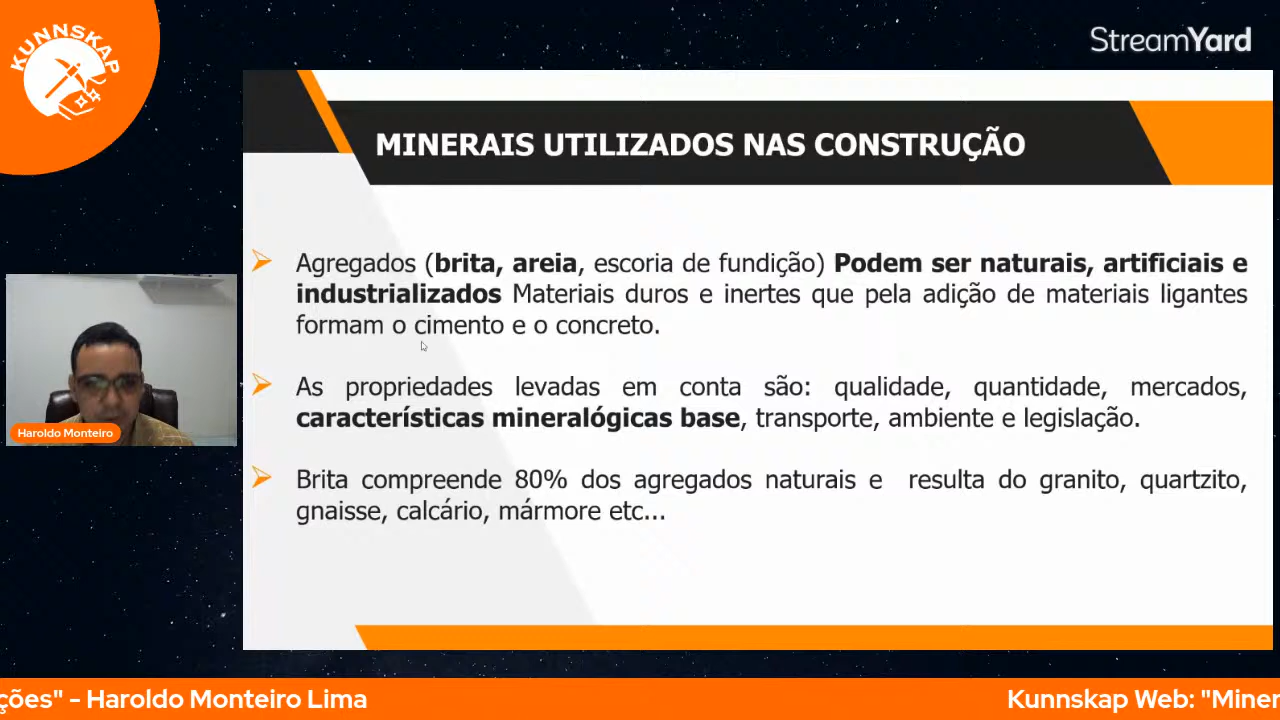 KUNNSKAP
StreamYard
MINERAIS UTILIZADOS NAS CONSTRUÇÃO
Agregados (brita, areia, escoria de fundição) Podem ser naturais, artificiais e
industrializados Materiais duros e inertes que pela adição de materiais ligantes
formam o cimento e o concreto.
As propriedades levadas em conta são: qualidade, quantidade, mercados,
características mineralógicas base, transporte, ambiente e legislação.
Brita compreende 80% dos agregados naturais e resulta do granito, quartzito,
gnaisse, calcário, mármore etc...
Haroldo Monteiro
ções" - Haroldo Monteiro Lima
Kunnskap Web: "Miner